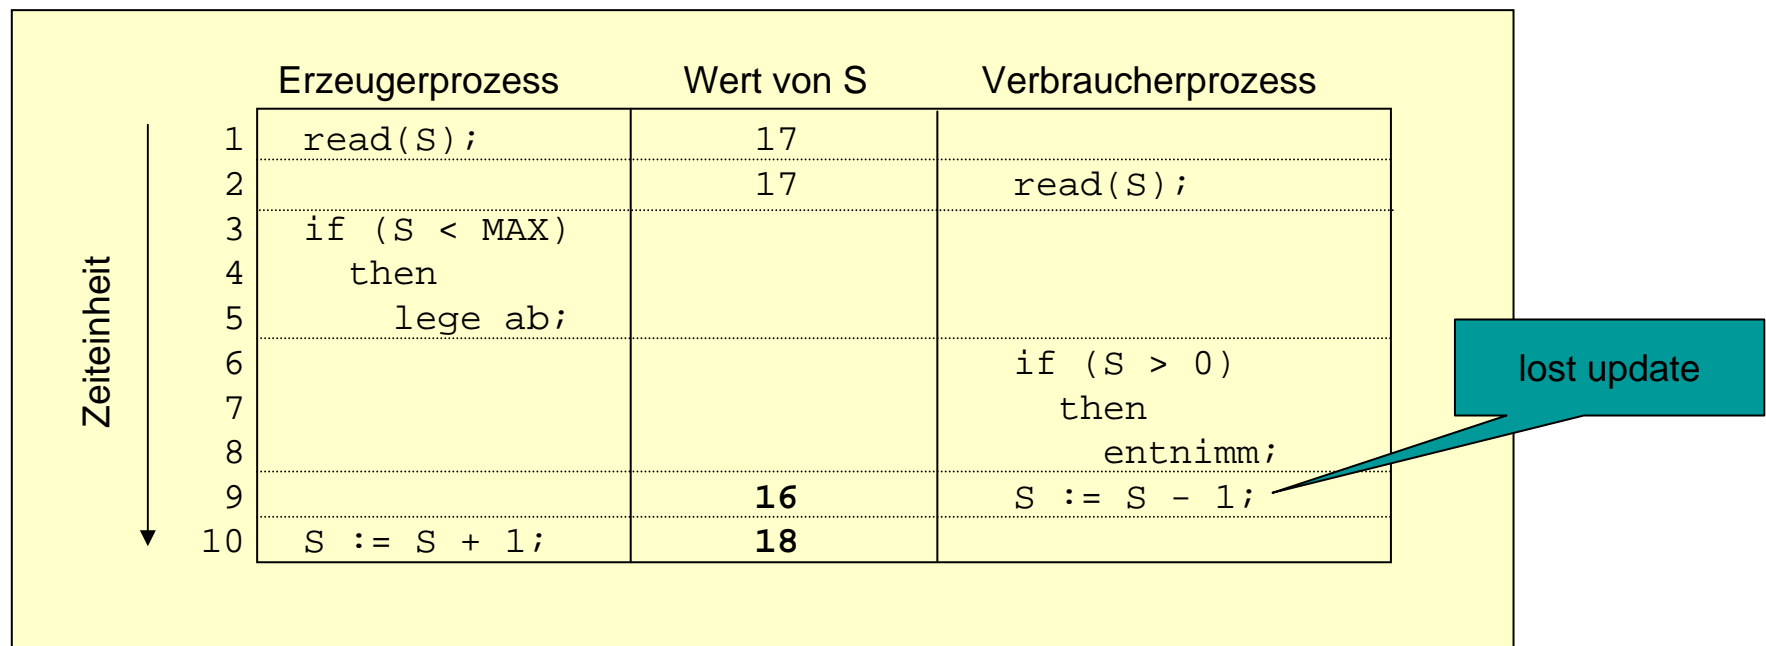 Erzeugerprozess Wert von S Verbraucherprozess
1 read(S); 17
2 17 read(S);
3 if (S < MAX)
4 then
5 lege ab;
6 if (S > 0)
7 then
8 entnimm;
9 16 S := S - 1;
10 S := S + 1; 18
Zeiteinheit
lost update